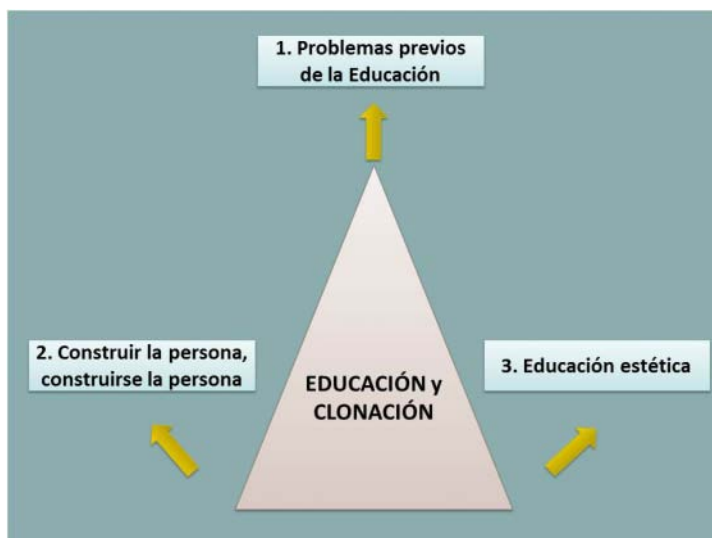 1. Problemas previos
de la Educación
2. Construir la persona,
construirse la persona
3. Educación estética
EDUCACIÓN y
CLONACIÓN